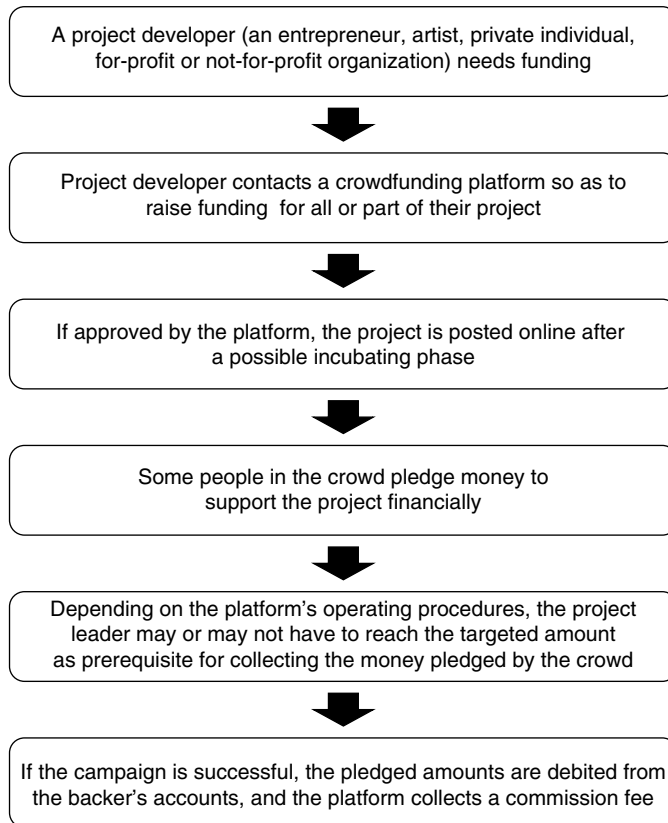 A project developer (an entrepreneur, artist, private individual,
for-profit or not-for-profit organization) needs funding
Project developer contacts a crowdfunding platform so as to
raise funding for all or part of their project
If approved by the platform, the project is posted online after
a possible incubating phase
Some people in the crowd pledge money to
support the project financially
Depending on the platform’s operating procedures, the project
leader may or may not have to reach the targeted amount
as prerequisite for collecting the money pledged by the crowd
If the campaign is successful, the pledged amounts are debited from
the backer’s accounts, and the platform collects a commission fee